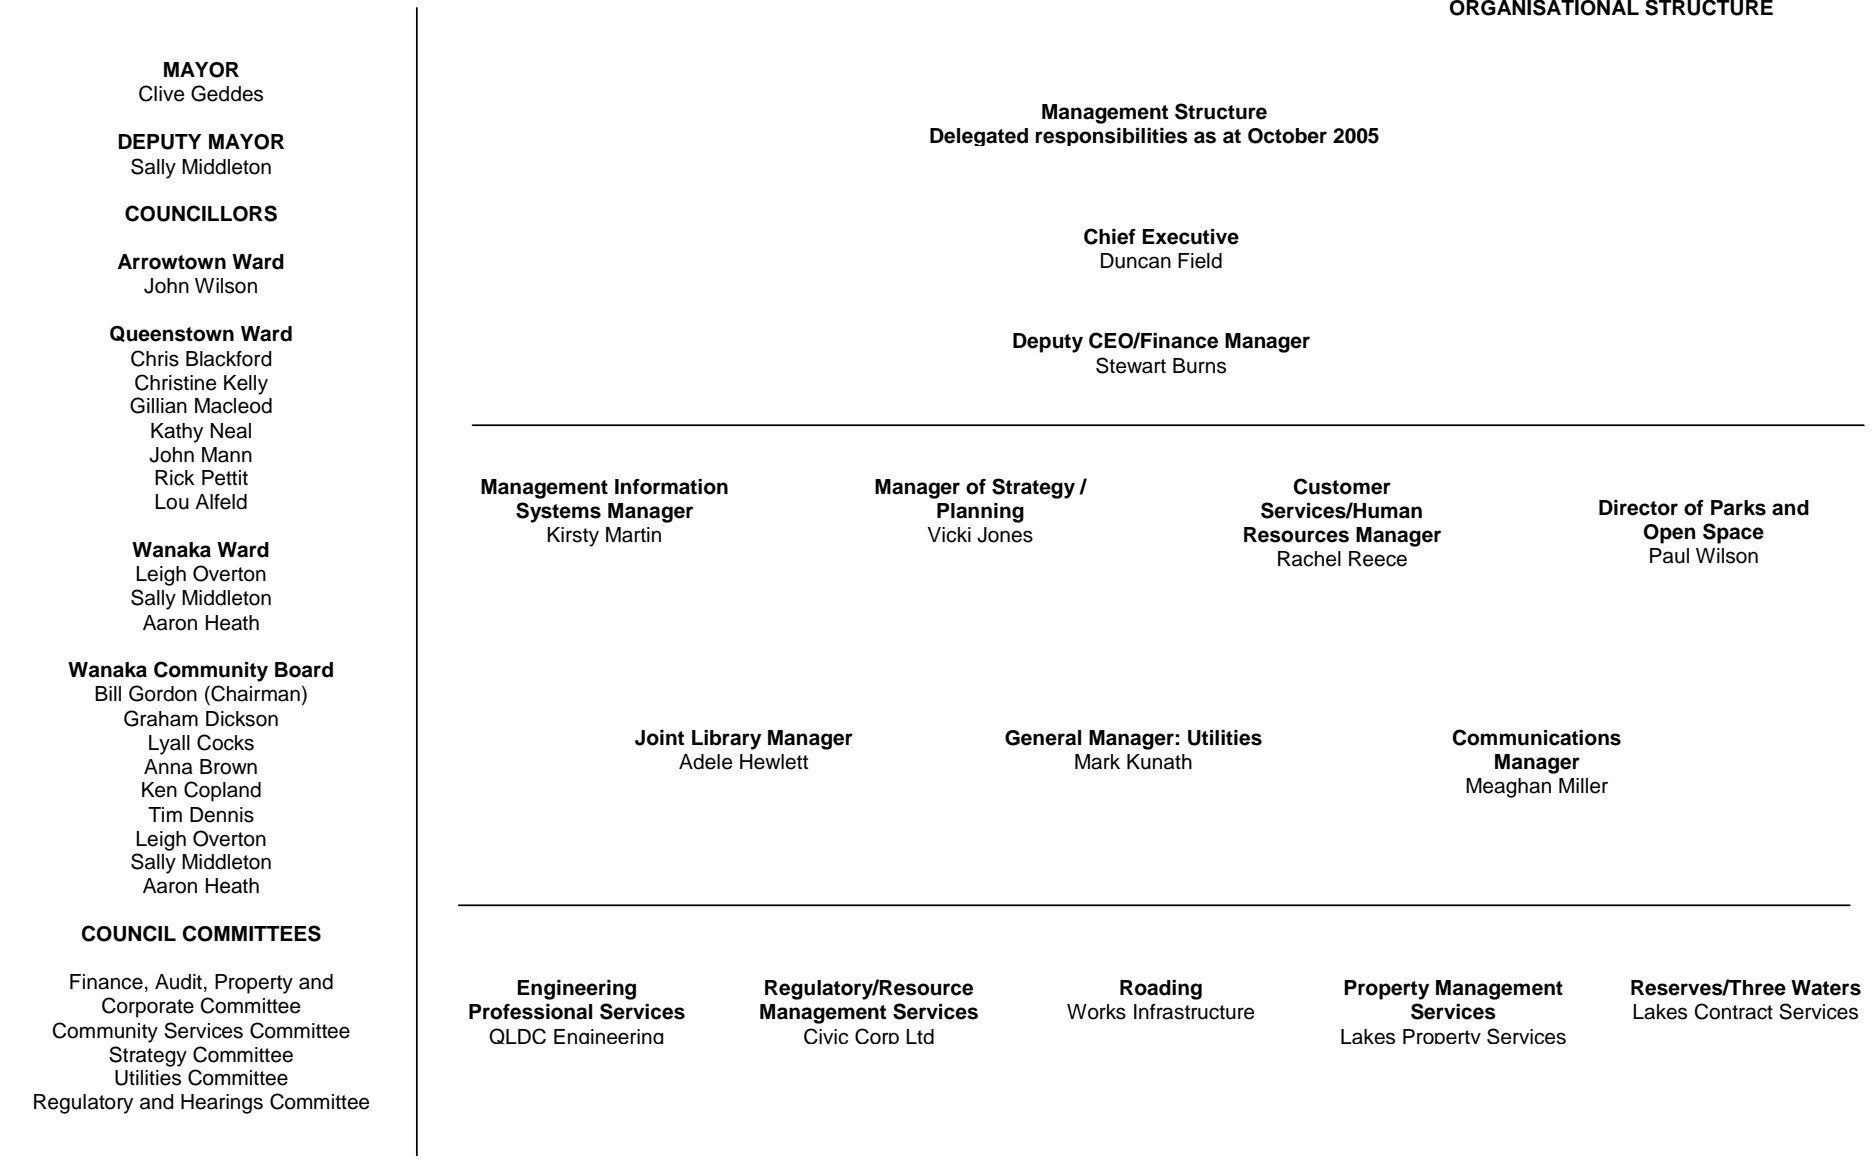 ORGANISATIONAL STRUCTURE
MAYOR
Clive Geddes
DEPUTY MAYOR
Sally Middleton
COUNCILLORS
Arrowtown Ward
John Wilson
Queenstown Ward
Chris Blackford
Christine Kelly
Gillian Macleod
Kathy Neal
John Mann
Rick Pettit
Lou Alfeld
Wanaka Ward
Leigh Overton
Sally Middleton
Aaron Heath
Wanaka Community Board
Bill Gordon (Chairman)
Graham Dickson
Lyall Cocks
Anna Brown
Ken Copland
Tim Dennis
Leigh Overton
Sally Middleton
Aaron Heath
COUNCIL COMMITTEES
Finance, Audit, Property and
Corporate Committee
Community Services Committee
Strategy Committee
Utilities Committee
Regulatory and Hearings Committee
Management Structure
Delegated responsibilities as at October 2005
Chief Executive
Duncan Field
Deputy CEO/Finance Manager
Stewart Burns
Management Information
Systems Manager
Kirsty Martin
Manager of Strategy /
Planning
Vicki Jones
Customer
Services/Human
Resources Manager
Rachel Reece
Director of Parks and
Open Space
Paul Wilson
Joint Library Manager
Adele Hewlett
General Manager: Utilities
Mark Kunath
Communications
Manager
Meaghan Miller
Engineering
Professional Services
QLDC Engineering
Regulatory/Resource
Management Services
Civic Corp Ltd
Roading
Works Infrastructure
Property Management
Services
Lakes Property Services
Reserves/Three Waters
Lakes Contract Services